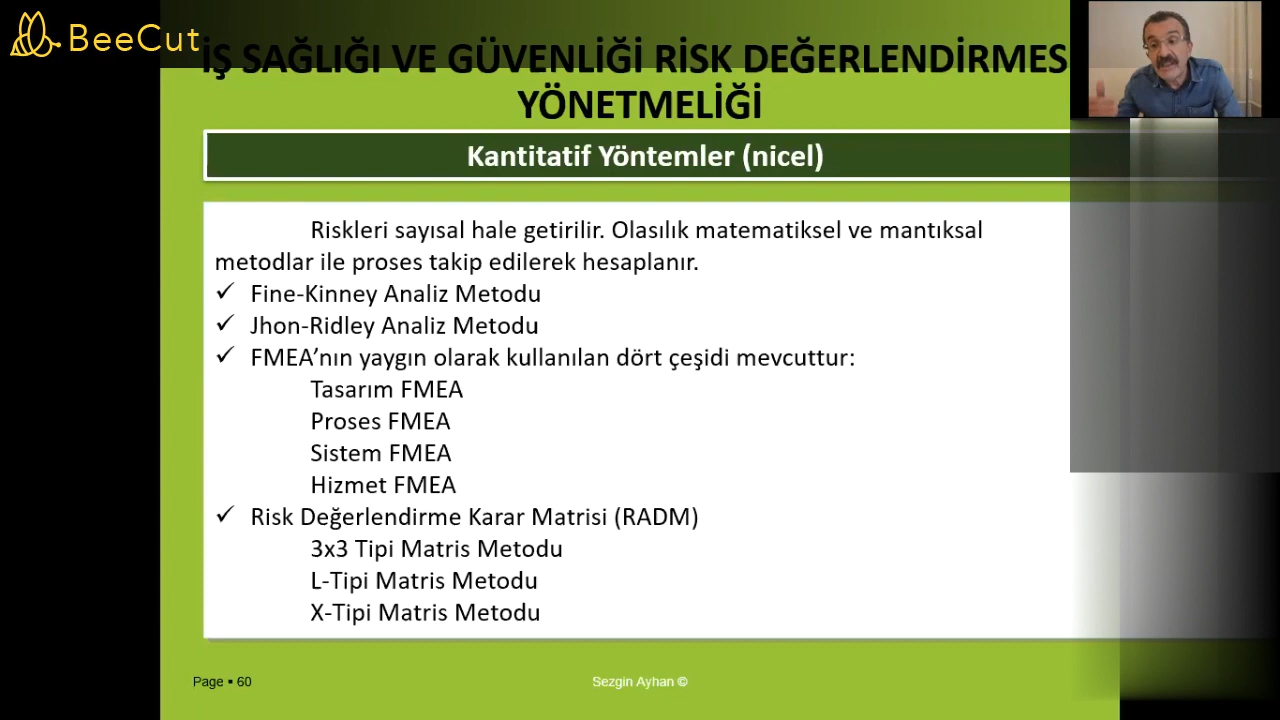 BeeCut
İŞ SAĞLIĞI VE GÜVENLİĞİ RİSK DEĞERLENDİRMES
YÖNETMELİĞİ
Kantitatif Yöntemler (nicel)
Riskleri sayısal hale getirilir. Olasılık matematiksel ve mantıksal
metodlar ile proses takip edilerek hesaplanır.
✓ Fine-Kinney Analiz Metodu
✓ Jhon-Ridley Analiz Metodu
✓ FMEA’nın yaygın olarak kullanılan dört çeşidi mevcuttur:
Tasarım FMEA
Proses FMEA
Sistem FMEA
Hizmet FMEA
✓ Risk Değerlendirme Karar Matrisi (RADM)
3x3 Tipi Matris Metodu
L-Tipi Matris Metodu
X-Tipi Matris Metodu
Page ▪ 60
Sezgin Ayhan ©